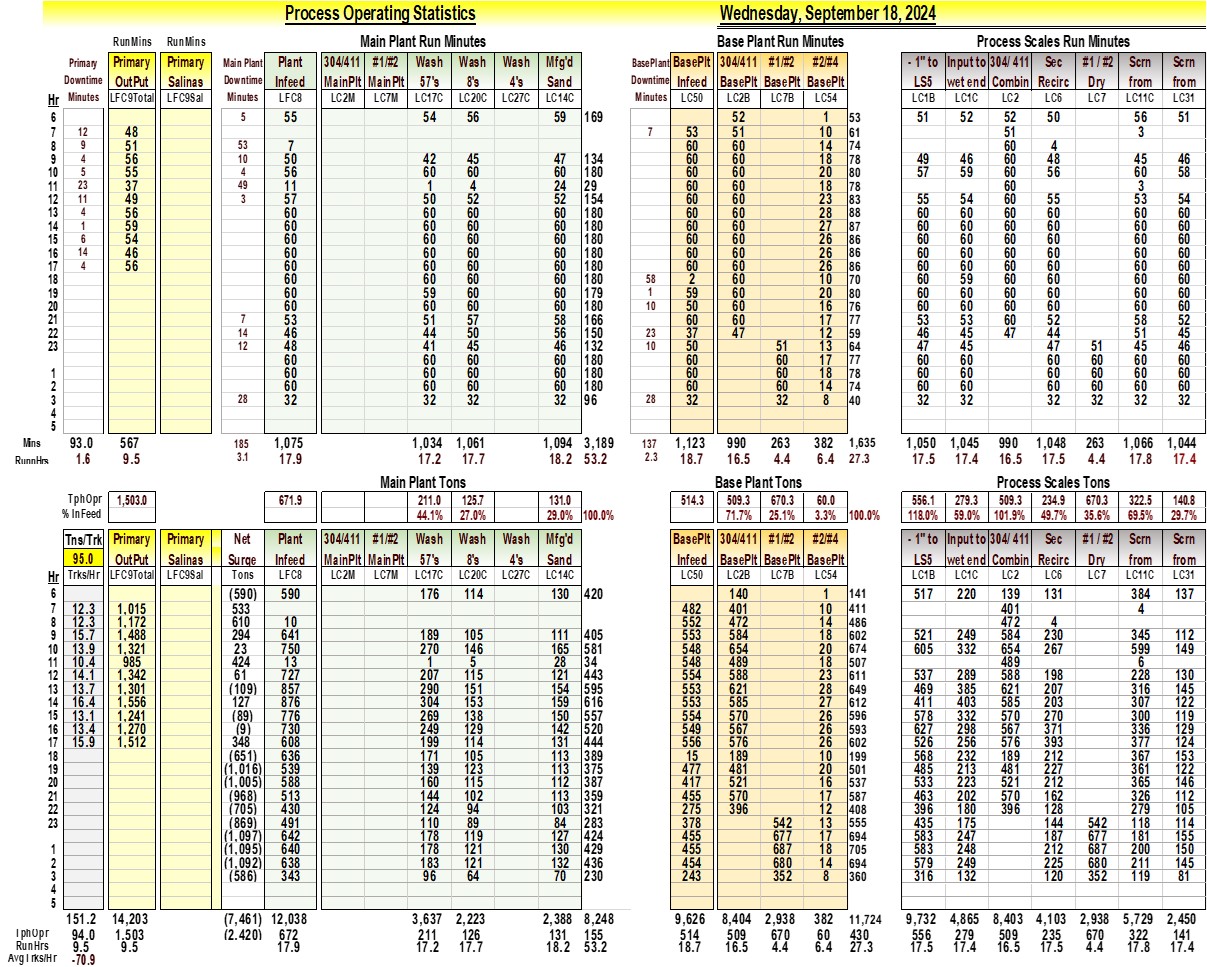 Process Operating Statistics Wednesday, September 18, 2024
RunMins RunMins Main Plant Run Minutes Base Plant Run Minutes Process Scales Run Minutes
Primary Primary Primary Main Plant Plant 304/411 #1/#2 Wash Wash Wash Mfg'd BasePlant BasePlt 304/411 #1/#2 #2/#4 - 1" to Input to 304/ 411 Sec #1 / #2 Scrn Scrn
Downtime OutPut Salinas Downtime Infeed MainPlt MainPlt 57's 8's 4's Sand Downtime Infeed BasePlt BasePlt BasePlt LS5 wet end Combin Recirc Dry from from
Hr Minutes LFC9Total LFC9Sal Minutes LFC8 LC2M LC7M LC17C LC20C LC27C LC14C Minutes LC50 LC2B LC7B LC54 LC1B LC1C LC2 LC6 LC7 LC11C LC31
6 5 55 54 56 59 169 52 1 53 51 52 52 50 56 51
7 12 48 7 53 51 10 61 51 3
8 9 51 53 7 60 60 14 74 60 4
9 4 56 10 50 42 45 47 134 60 60 18 78 49 46 60 48 45 46
10 5 55 4 56 60 60 60 180 60 60 20 80 57 59 60 56 60 58
11 23 37 49 11 1 4 24 29 60 60 18 78 60 3
12 11 49 3 57 50 52 52 154 60 60 23 83 55 54 60 55 53 54
13 4 56 60 60 60 60 180 60 60 28 88 60 60 60 60 60 60
14 1 59 60 60 60 60 180 60 60 27 87 60 60 60 60 60 60
15 6 54 60 60 60 60 180 60 60 26 86 60 60 60 60 60 60
16 14 46 60 60 60 60 180 60 60 26 86 60 60 60 60 60 60
17 4 56 60 60 60 60 180 60 60 26 86 60 60 60 60 60 60
18 60 60 60 60 180 58 2 60 10 70 60 59 60 60 60 60
19 60 59 60 60 179 1 59 60 20 80 60 60 60 60 60 60
20 60 60 60 60 180 10 50 60 16 76 60 60 60 60 60 60
21 7 53 51 57 58 166 60 60 17 77 53 53 60 52 58 52
22 14 46 44 50 56 150 23 37 47 12 59 46 45 47 44 51 45
23 12 48 41 45 46 132 10 50 51 13 64 47 45 47 51 45 46
60 60 60 60 180 60 60 17 77 60 60 60 60 60 60
1 60 60 60 60 180 60 60 18 78 60 60 60 60 60 60
2 60 60 60 60 180 60 60 14 74 60 60 60 60 60 60
3 28 32 32 32 32 96 28 32 32 8 40 32 32 32 32 32 32
4
5
Mins 93.0 567 185 1,075 1,034 1,061 1,094 3,189 137 1,123 990 263 382 1,635 1,050 1,045 990 1,048 263 1,066 1,044
RunnHrs 1.6 9.5 3.1 17.9 17.2 17.7 18.2 53.2 2.3 18.7 16.5 4.4 6.4 27.3 17.5 17.4 16.5 17.5 4.4 17.8 17.4
Main Plant Tons Base Plant Tons Process Scales Tons
TphOpr 1,503.0 671.9 211.0 125.7 131.0 514.3 509.3 670.3 60.0 556.1 279.3 509.3 234.9 670.3 322.5 140.8
% InFeed 44.1% 27.0% 29.0% 100.0% 71.7% 25.1% 3.3% 100.0% 118.0% 59.0% 101.9% 49.7% 35.6% 69.5% 29.7%
Tns/Trk Primary Primary Net Plant 304/411 #1/#2 Wash Wash Wash Mfg'd BasePlt 304/411 #1/#2 #2/#4 - 1" to Input to 304/ 411 Sec #1 / #2 Scrn Scrn
95.0 OutPut Salinas Surge Infeed MainPlt MainPlt 57's 8's 4's Sand Infeed BasePlt BasePlt BasePlt LS5 wet end Combin Recirc Dry from from
Hr Trks/Hr LFC9Total LFC9Sal Tons LFC8 LC2M LC7M LC17C LC20C LC27C LC14C LC50 LC2B LC7B LC54 LC1B LC1C LC2 LC6 LC7 LC11C LC31
6 (590) 590 176 114 130 420 140 1 141 517 220 139 131 384 137
7 12.3 1,015 533 482 401 10 411 401 4
8 12.3 1,172 610 10 552 472 14 486 472 4
9 15.7 1,488 294 641 189 105 111 405 553 584 18 602 521 249 584 230 345 112
10 13.9 1,321 23 750 270 146 165 581 548 654 20 674 605 332 654 267 599 149
11 10.4 985 424 13 1 5 28 34 548 489 18 507 489 6
12 14.1 1,342 61 727 207 115 121 443 554 588 23 611 537 289 588 198 228 130
13 13.7 1,301 (109) 857 290 151 154 595 553 621 28 649 469 385 621 207 316 145
14 16.4 1,556 127 876 304 153 159 616 553 585 27 612 411 403 585 203 307 122
15 13.1 1,241 (89) 776 269 138 150 557 554 570 26 596 578 332 570 270 300 119
16 13.4 1,270 (9) 730 249 129 142 520 549 567 26 593 627 298 567 371 336 129
17 15.9 1,512 348 608 199 114 131 444 556 576 26 602 526 256 576 393 377 124
18 (651) 636 171 105 113 389 15 189 10 199 568 232 189 212 367 153
19 (1,016) 539 139 123 113 375 477 481 20 501 485 213 481 227 361 122
20 (1,005) 588 160 115 112 387 417 521 16 537 533 223 521 212 365 146
21 (968) 513 144 102 113 359 455 570 17 587 463 202 570 162 326 112
22 (705) 430 124 94 103 321 275 396 12 408 396 180 396 128 279 105
23 (869) 491 110 89 84 283 378 542 13 555 435 175 144 542 118 114
(1,097) 642 178 119 127 424 455 677 17 694 583 247 187 677 181 155
1 (1,095) 640 178 121 130 429 455 687 18 705 583 248 212 687 200 150
2 (1,092) 638 183 121 132 436 454 680 14 694 579 249 225 680 211 145
3 (586) 343 96 64 70 230 243 352 8 360 316 132 120 352 119 81
4
5
151.2 14,203 (7,461) 12,038 3,637 2,223 2,388 8,248 9,626 8,404 2,938 382 11,724 9,732 4,865 8,403 4,103 2,938 5,729 2,450
TphOpr 94.0 1,503 (2,420) 672 211 126 131 155 514 509 670 60 430 556 279 509 235 670 322 141
RunHrs 9.5 9.5 17.9 17.2 17.7 18.2 53.2 18.7 16.5 4.4 6.4 27.3 17.5 17.4 16.5 17.5 4.4 17.8 17.4
AvgTrks/Hr -70.9